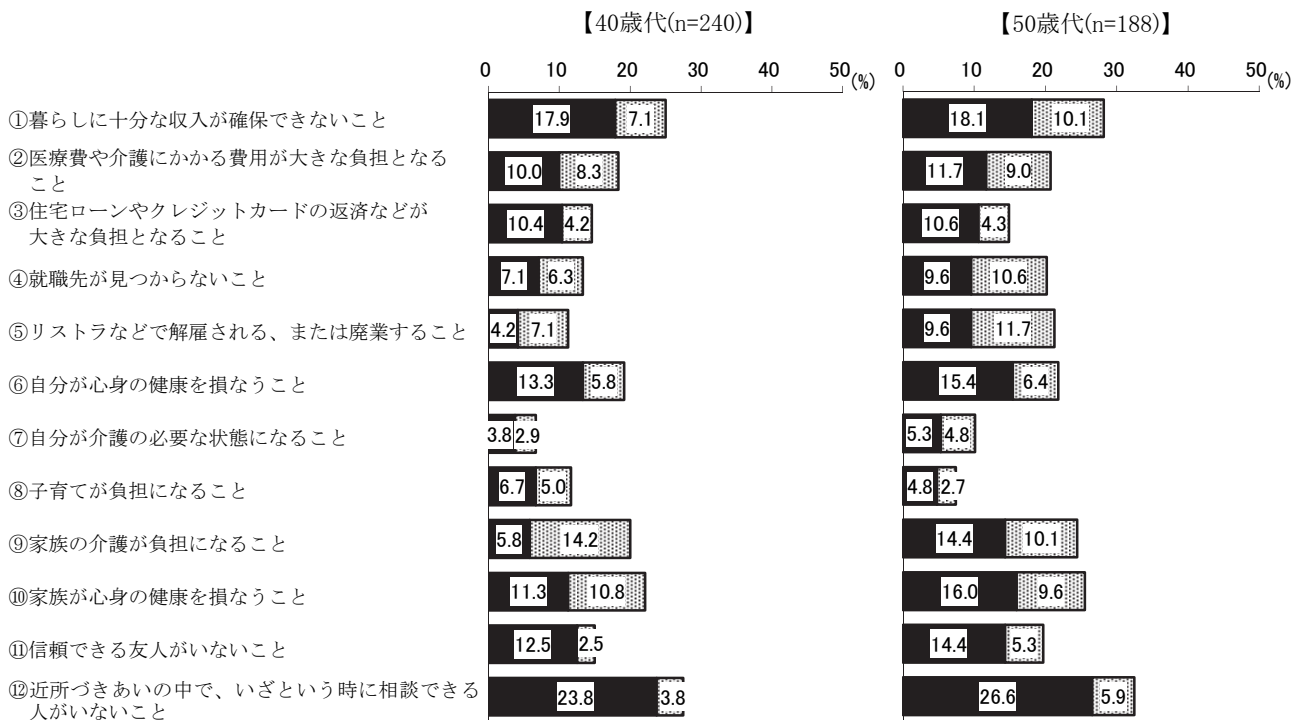 【40歳代(n=240)】 【50歳代(n=188)】
0 10 20 30 40 50 (%) 0 10 20 30 40 50 (%)
①暮らしに十分な収入が確保できないこと 17.9 7.1 18.1 10.1
②医療費や介護にかかる費用が大きな負担となる
こと 10.0 8.3 11.7 9.0
③住宅ローンやクレジットカードの返済などが
大きな負担となること 10.4 4.2 10.6 4.3
④就職先が見つからないこと 7.1 6.3 9.6 10.6
⑤リストラなどで解雇される、または廃業すること 4.2 7.1 9.6 11.7
⑥自分が心身の健康を損なうこと 13.3 5.8 15.4 6.4
⑦自分が介護の必要な状態になること 3.8 2.9 5.3 4.8
⑧子育てが負担になること 6.7 5.0 4.8 2.7
⑨家族の介護が負担になること 5.8 14.2 14.4 10.1
⑩家族が心身の健康を損なうこと 11.3 10.8 16.0 9.6
⑪信頼できる友人がいないこと 12.5 2.5 14.4 5.3
⑫近所づきあいの中で、いざという時に相談できる
人がいないこと 23.8 3.8 26.6 5.9